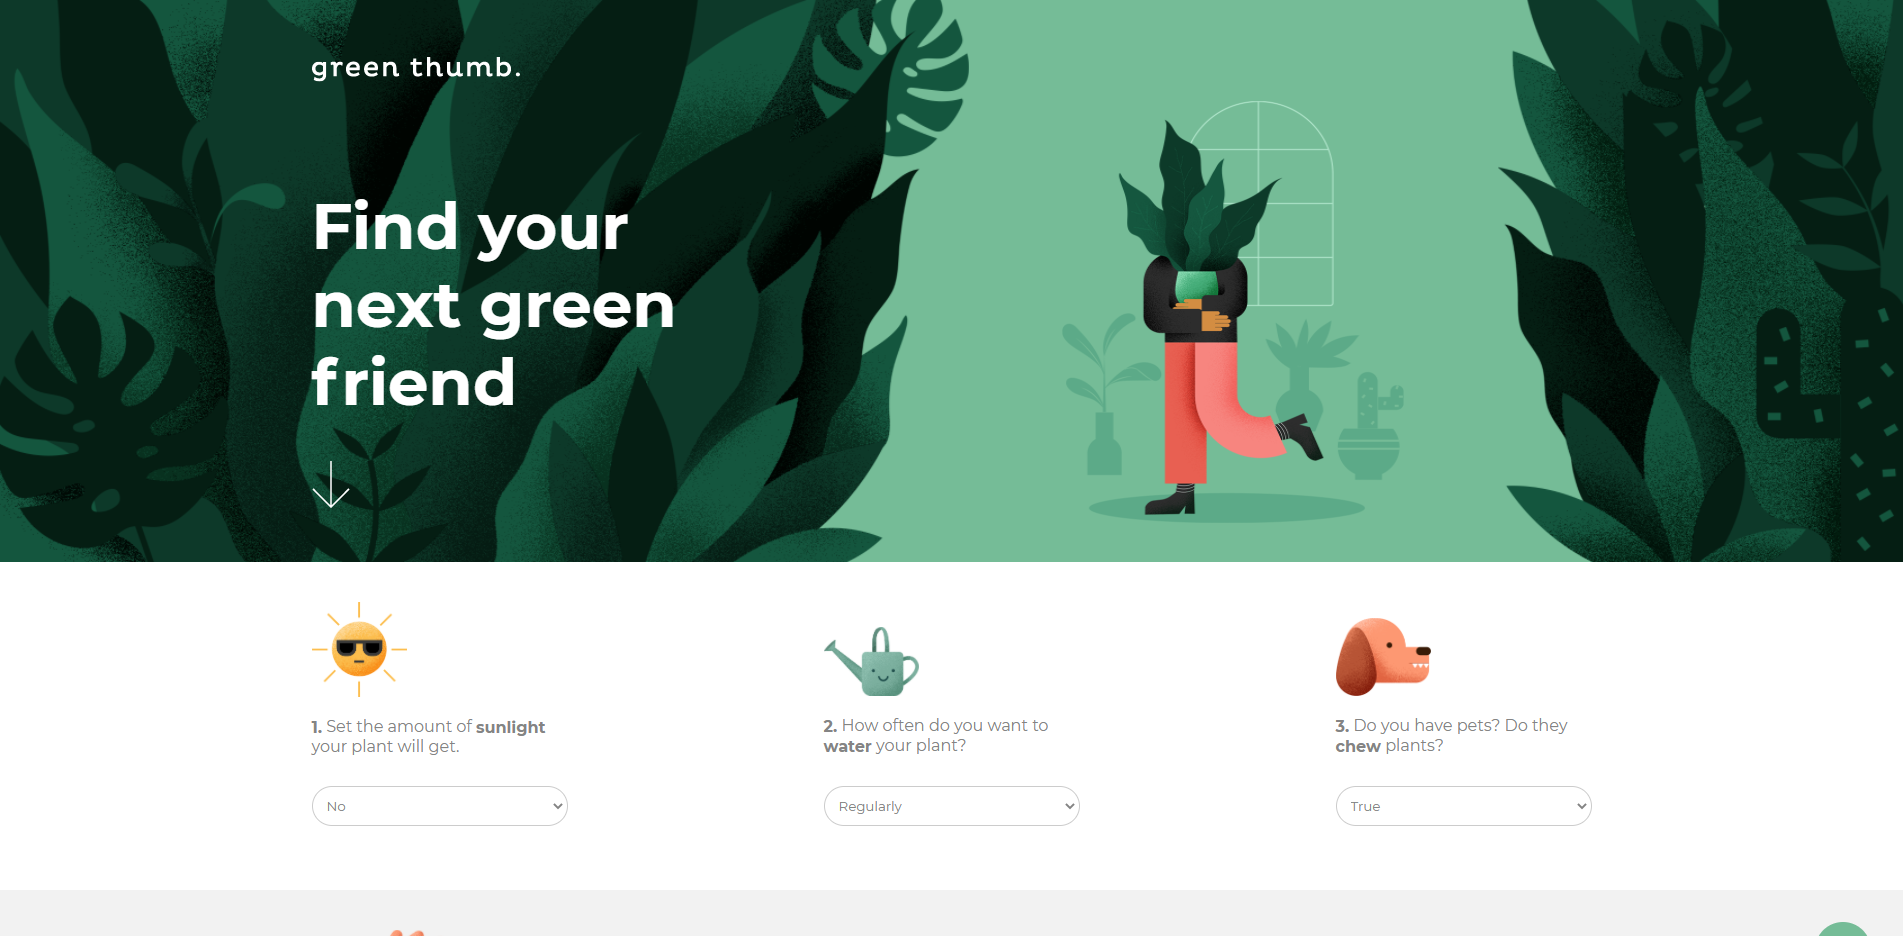 green thumb.
Find your
next green
friend
1. Set the amount of sunlight
your plant will get.
No
2. How often do you want to
water your plant?
Regularly
3. Do you have pets? Do they
chew plants?
True